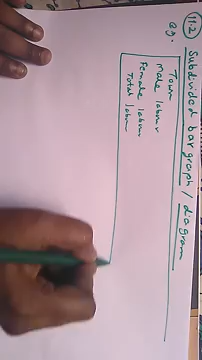 11.2 Subdivided bar graph / diagram
eg.
Town
Male labour
Female labour
Total labour